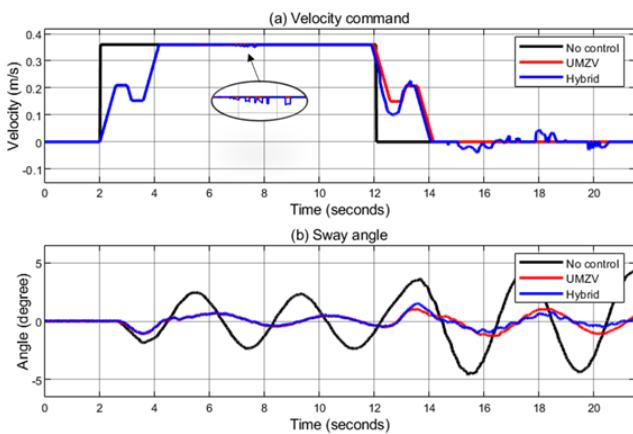 (a) Velocity command
Velocity (m/s)
0.4
0.3
0.2
0.1
0
-0.1
No control
UMZV
Hybrid
0 2 4 6 8 10 12 14 16 18 20
Time (seconds)
(b) Sway angle
Angle (degree)
5
0
-5
No control
UMZV
Hybrid
0 2 4 6 8 10 12 14 16 18 20
Time (seconds)